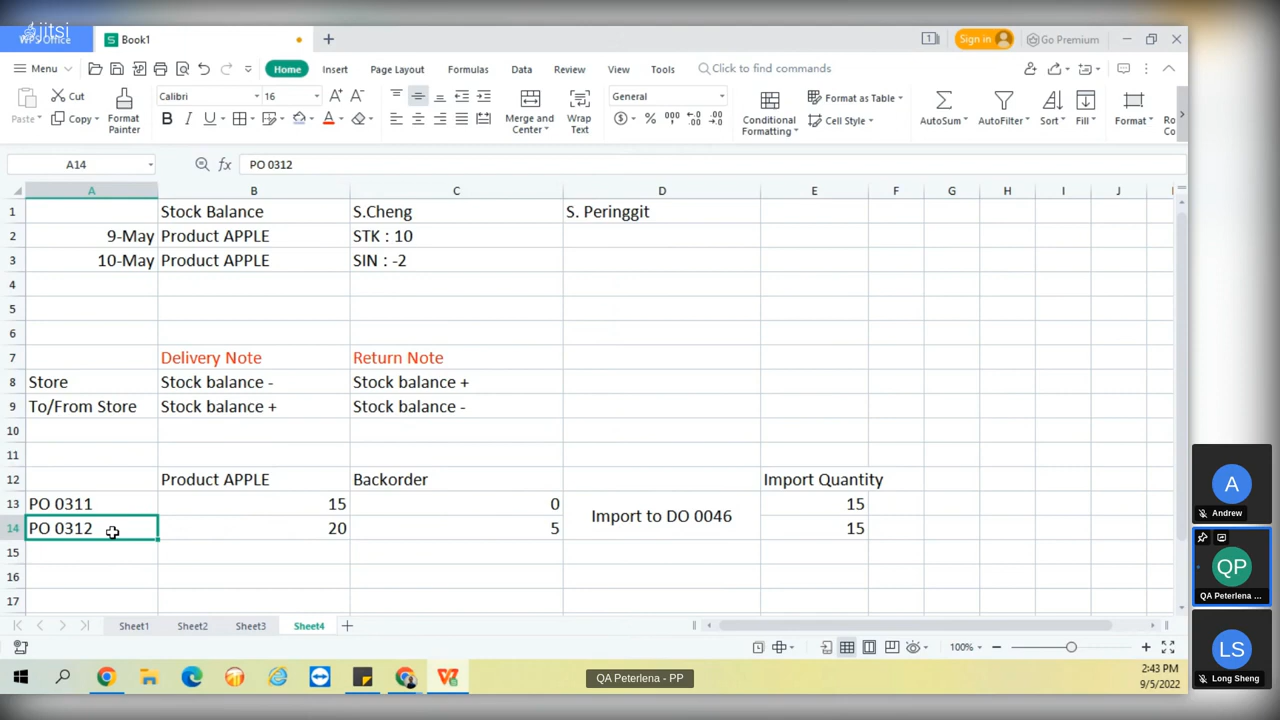 jitsi
WPS Office
Book1
Sign in
Go Premium
Menu
Home
Insert
Page Layout
Formulas
Data
Review
View
Tools
Click to find commands
Paste
Cut
Copy
Format Painter
Calibri
16
Merge and Center
Wrap Text
General
Conditional Formatting
Format as Table
Cell Style
AutoSum
AutoFilter
Sort
Fill
Format
A14
PO 0312
A B C D E F G H I J
1 Stock Balance S.Cheng S. Peringgit
2 9-May Product APPLE STK : 10
3 10-May Product APPLE SIN : -2
4
5
6
7 Delivery Note Return Note
8 Store Stock balance - Stock balance +
9 To/From Store Stock balance + Stock balance -
10
11
12 Product APPLE Backorder Import Quantity
13 PO 0311 15 0 15
Import to DO 0046
14 PO 0312 20 5 15
15
16
17
Sheet1 Sheet2 Sheet3 Sheet4
100%
2:43 PM
9/5/2022
QA Peterlena - PP
A
Andrew
QP
QA Peterlena ...
LS
Long Sheng